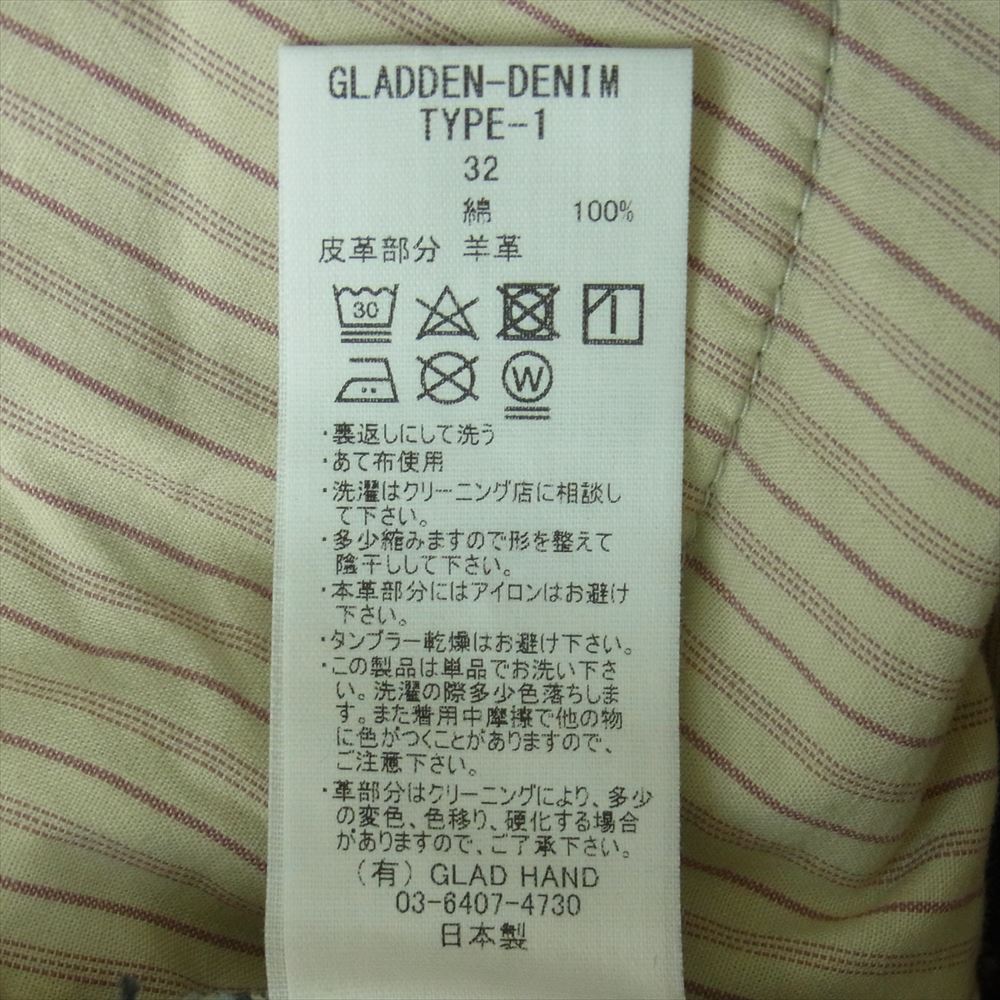 GLADDEN-DENIM
TYPE-1
32
綿 100%
皮革部分 羊革
30
W
・裏返しにして洗う
・あて布使用
・洗濯はクリーニング店に相談し
て下さい。
・多少縮みますので形を整えて
陰干しして下さい。
・本革部分にはアイロンはお避け
下さい。
・タンブラー乾燥はお避け下さい。
・この製品は単品でお洗い下さ
い。洗濯の際多少色落ちしま
す。また着用中摩擦で他の物
に色がつくことがありますので、
ご注意下さい。
・革部分はクリーニングにより、多少
の変色、色移り、硬化する場合
がありますので、ご了承下さい。
（有）GLAD HAND
03-6407-4730
日本製